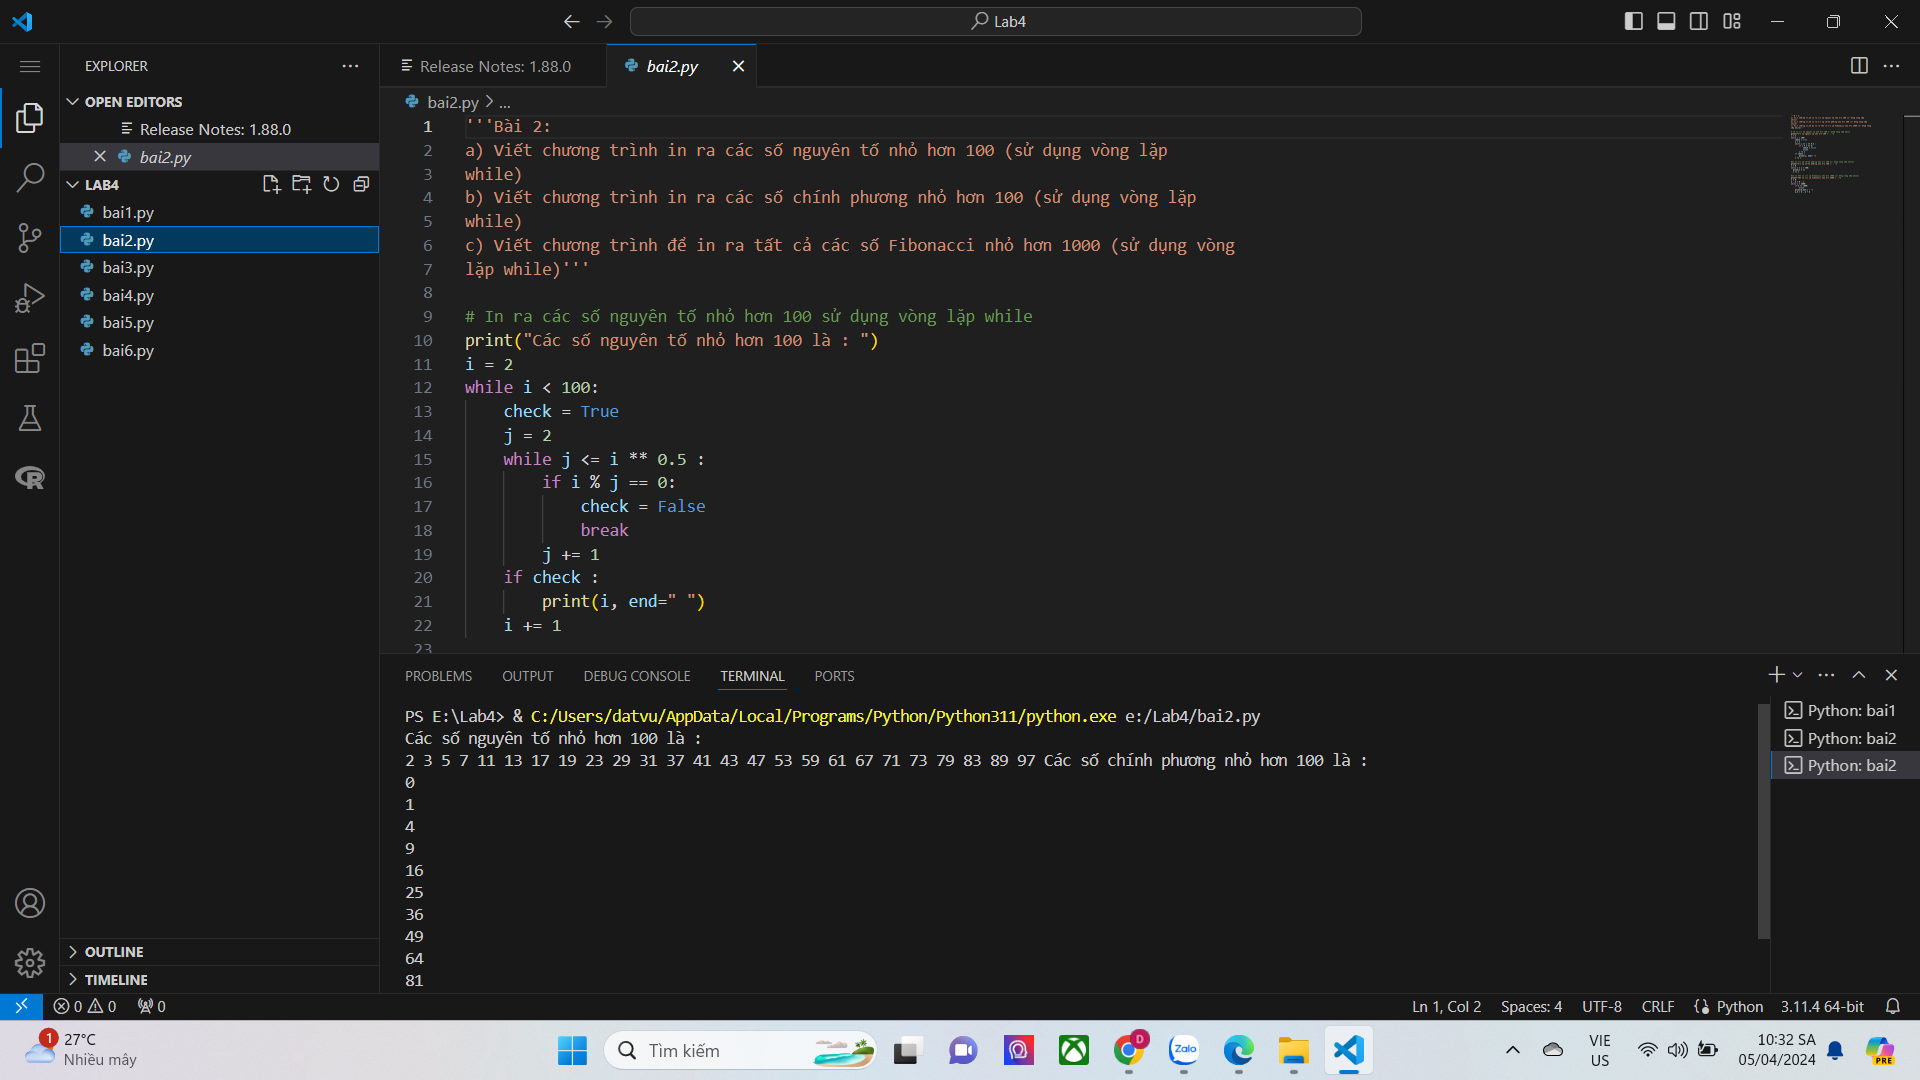 Lab4
EXPLORER
Release Notes: 1.88.0
bai2.py
OPEN EDITORS
Release Notes: 1.88.0
bai2.py
LAB4
bai1.py
bai2.py
bai3.py
bai4.py
bai5.py
bai6.py
OUTLINE
TIMELINE
bai2.py > ...
1 '''Bài 2:
2 a) Viết chương trình in ra các số nguyên tố nhỏ hơn 100 (sử dụng vòng lặp
3 while)
4 b) Viết chương trình in ra các số chính phương nhỏ hơn 100 (sử dụng vòng lặp
5 while)
6 c) Viết chương trình để in ra tất cả các số Fibonacci nhỏ hơn 1000 (sử dụng vòng
7 lặp while)'''
8
9 # In ra các số nguyên tố nhỏ hơn 100 sử dụng vòng lặp while
10 print("Các số nguyên tố nhỏ hơn 100 là : ")
11 i = 2
12 while i < 100:
13 check = True
14 j = 2
15 while j <= i ** 0.5 :
16 if i % j == 0:
17 check = False
18 break
19 j += 1
20 if check :
21 print(i, end=" ")
22 i += 1
23
PROBLEMS OUTPUT DEBUG CONSOLE TERMINAL PORTS
PS E:\Lab4> & C:/Users/datvu/AppData/Local/Programs/Python/Python311/python.exe e:/Lab4/bai2.py
Các số nguyên tố nhỏ hơn 100 là :
2 3 5 7 11 13 17 19 23 29 31 37 41 43 47 53 59 61 67 71 73 79 83 89 97 Các số chính phương nhỏ hơn 100 là :
0
1
4
9
16
25
36
49
64
81
Python: bai1
Python: bai2
Python: bai2
0 0 0
Ln 1, Col 2 Spaces: 4 UTF-8 CRLF Python 3.11.4 64-bit
1
27°C
Nhiều mây
Tìm kiếm
D
Zalo
VIE
US
10:32 SA
05/04/2024
PRE